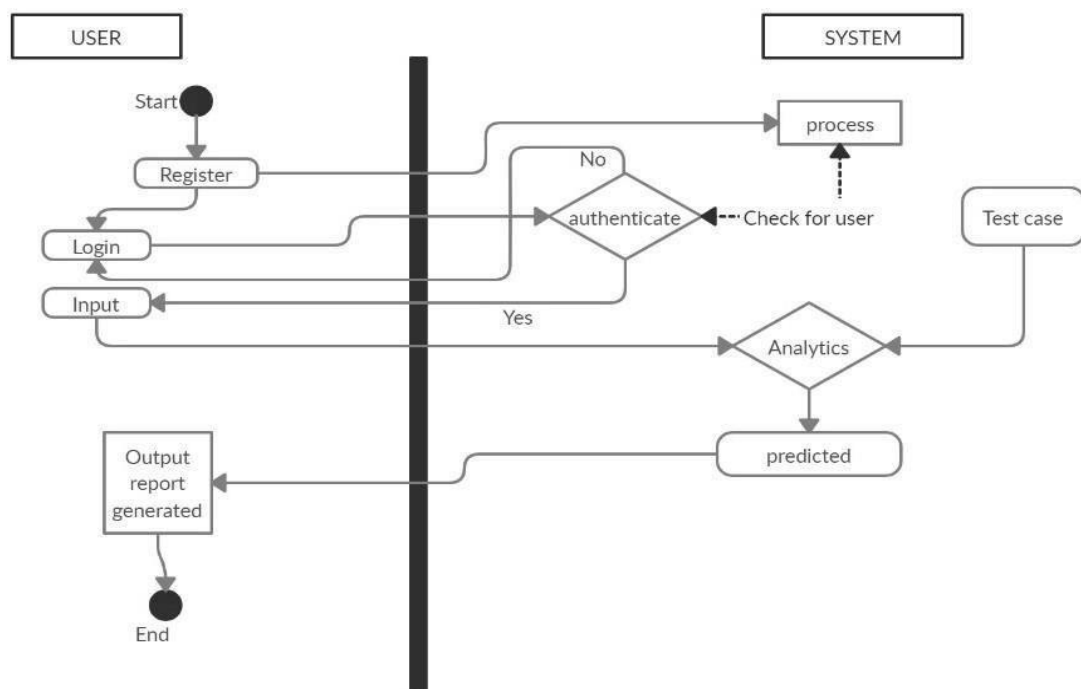 USER
SYSTEM
Start
process
No
Register
authenticate
Check for user
Test case
Login
Input
Yes
Analytics
Output
report
generated
predicted
End